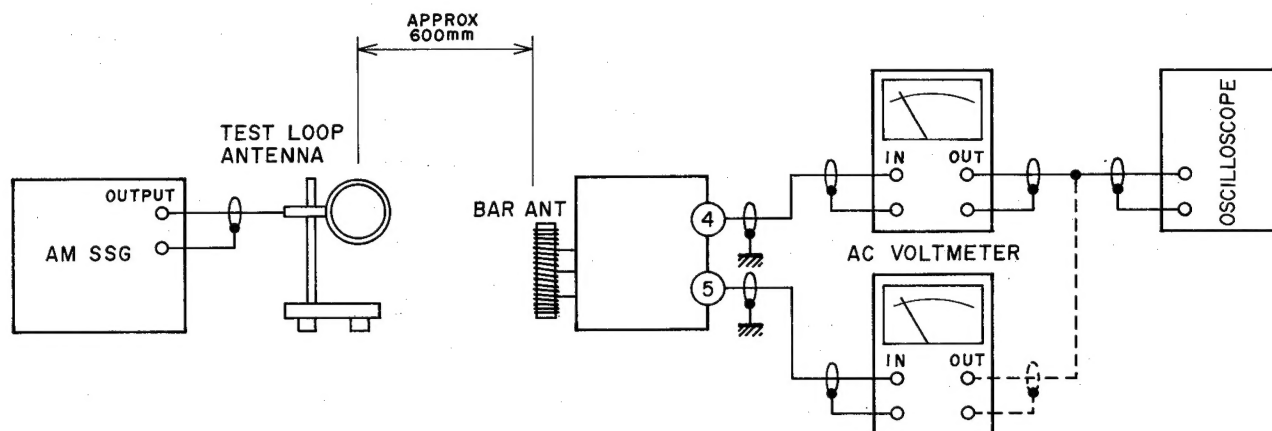 APPROX
600mm
TEST LOOP
ANTENNA
OUTPUT
AM SSG
BAR ANT
4
5
IN
OUT
AC VOLTMETER
IN
OUT
OSCILLOSCOPE